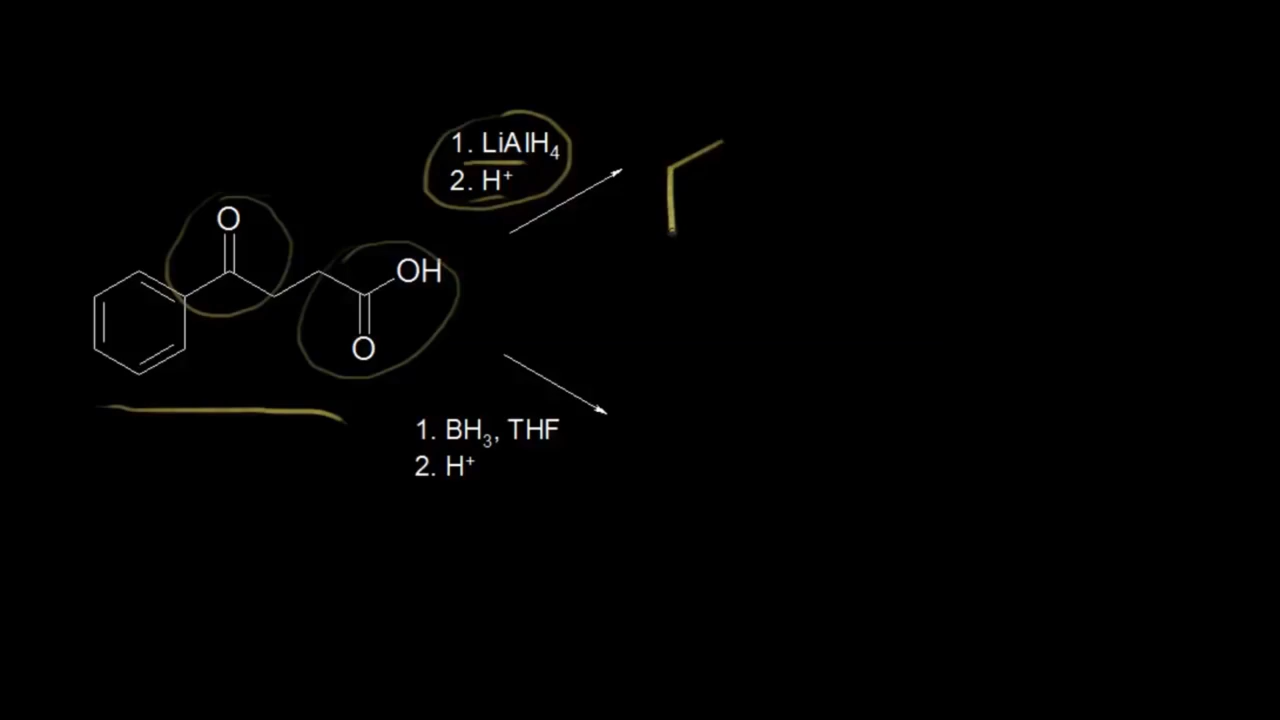 1. LiAlH₄
2. H⁺
O
OH
O
1. BH₃, THF
2. H⁺